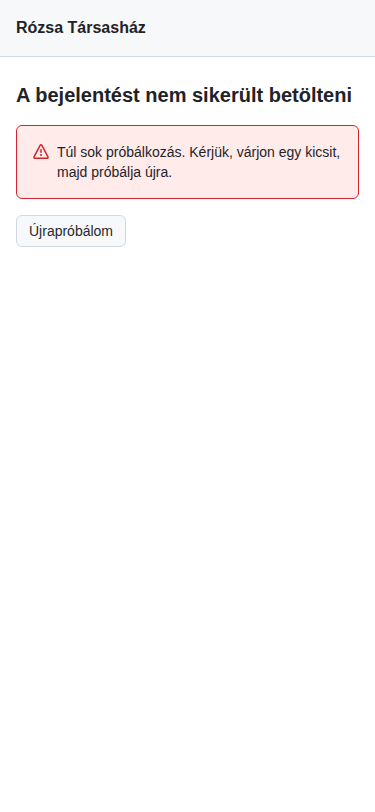 Rózsa Társasház
A bejelentést nem sikerült betölteni
Túl sok próbálkozás. Kérjük, várjon egy kicsit,
majd próbálja újra.
Újrapróbálom